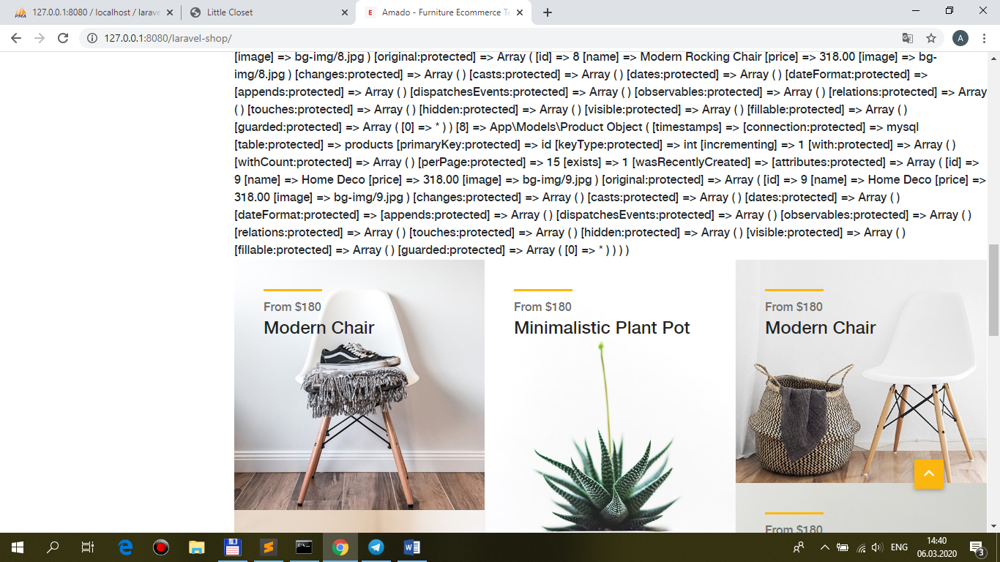 127.0.0.1:8080 / localhost / larave
Little Closet
Amado - Furniture Ecommerce Te
127.0.0.1:8080/laravel-shop/
A
[image] => bg-img/8.jpg ) [original:protected] => Array ( [id] => 8 [name] => Modern Rocking Chair [price] => 318.00 [image] => bg-
img/8.jpg ) [changes:protected] => Array ( ) [casts:protected] => Array ( ) [dates:protected] => Array ( ) [dateFormat:protected] =>
[appends:protected] => Array ( ) [dispatchesEvents:protected] => Array ( ) [observables:protected] => Array ( ) [relations:protected] => Array
( ) [touches:protected] => Array ( ) [hidden:protected] => Array ( ) [visible:protected] => Array ( ) [fillable:protected] => Array ( )
[guarded:protected] => Array ( [0] => * ) ) [8] => App\Models\Product Object ( [timestamps] => [connection:protected] => mysql
[table:protected] => products [primaryKey:protected] => id [keyType:protected] => int [incrementing] => 1 [with:protected] => Array ( )
[withCount:protected] => Array ( ) [perPage:protected] => 15 [exists] => 1 [wasRecentlyCreated] => [attributes:protected] => Array ( [id] =>
9 [name] => Home Deco [price] => 318.00 [image] => bg-img/9.jpg ) [original:protected] => Array ( [id] => 9 [name] => Home Deco [price] =>
318.00 [image] => bg-img/9.jpg ) [changes:protected] => Array ( ) [casts:protected] => Array ( ) [dates:protected] => Array ( )
[dateFormat:protected] => [appends:protected] => Array ( ) [dispatchesEvents:protected] => Array ( ) [observables:protected] => Array ( )
[relations:protected] => Array ( ) [touches:protected] => Array ( ) [hidden:protected] => Array ( ) [visible:protected] => Array ( )
[fillable:protected] => Array ( ) [guarded:protected] => Array ( [0] => * ) ) ) )
From $180
Modern Chair
From $180
Minimalistic Plant Pot
From $180
Modern Chair
From $180
ENG
14:40
06.03.2020
3